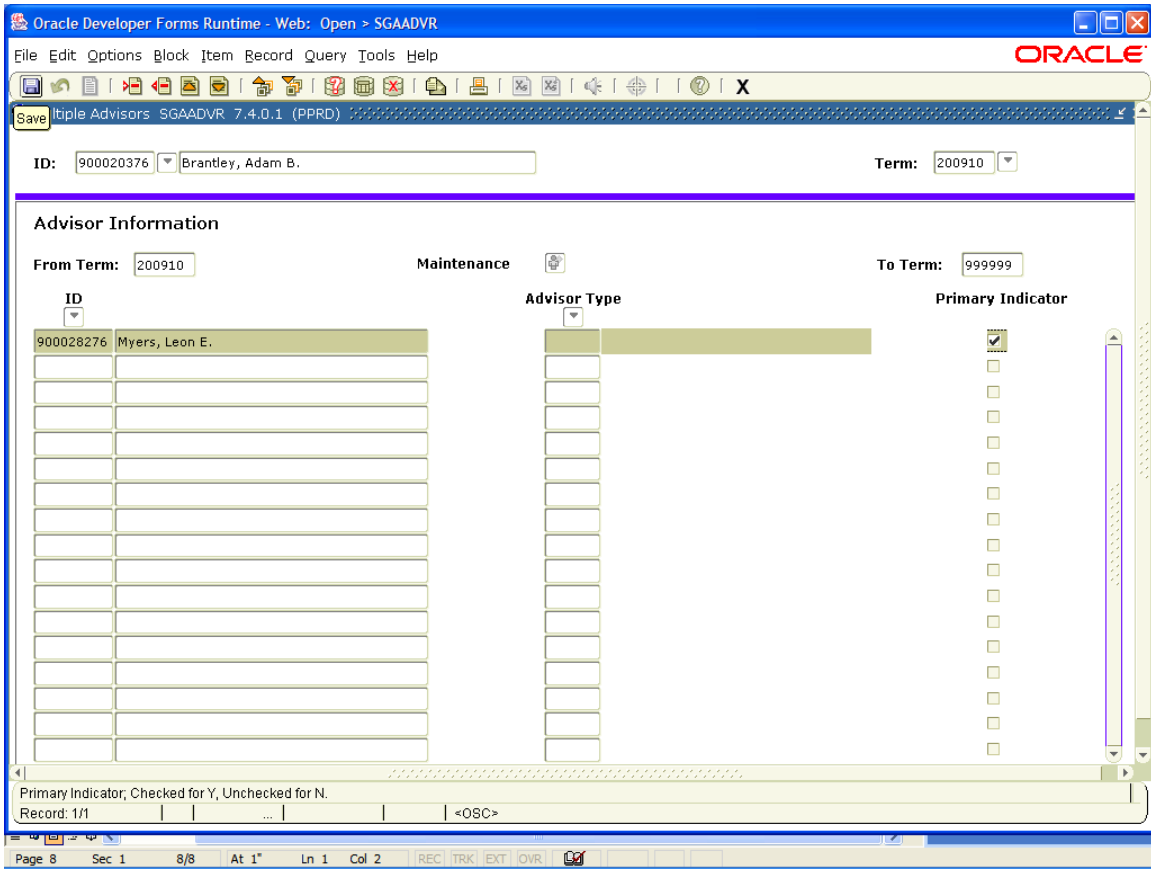 Oracle Developer Forms Runtime - Web: Open > SGAADVR
File Edit Options Block Item Record Query Tools Help
ORACLE
X
Save
tiple Advisors SGAADVR 7.4.0.1 (PPRD)
ID: 900020376 Brantley, Adam B. Term: 200910
Advisor Information
From Term: 200910 Maintenance To Term: 999999
ID Advisor Type Primary Indicator
900028276 Myers, Leon E.
Primary Indicator; Checked for Y, Unchecked for N.
Record: 1/1 ... <OSC>
Page 8 Sec 1 8/8 At 1" Ln 1 Col 2 REC TRK EXT OVR